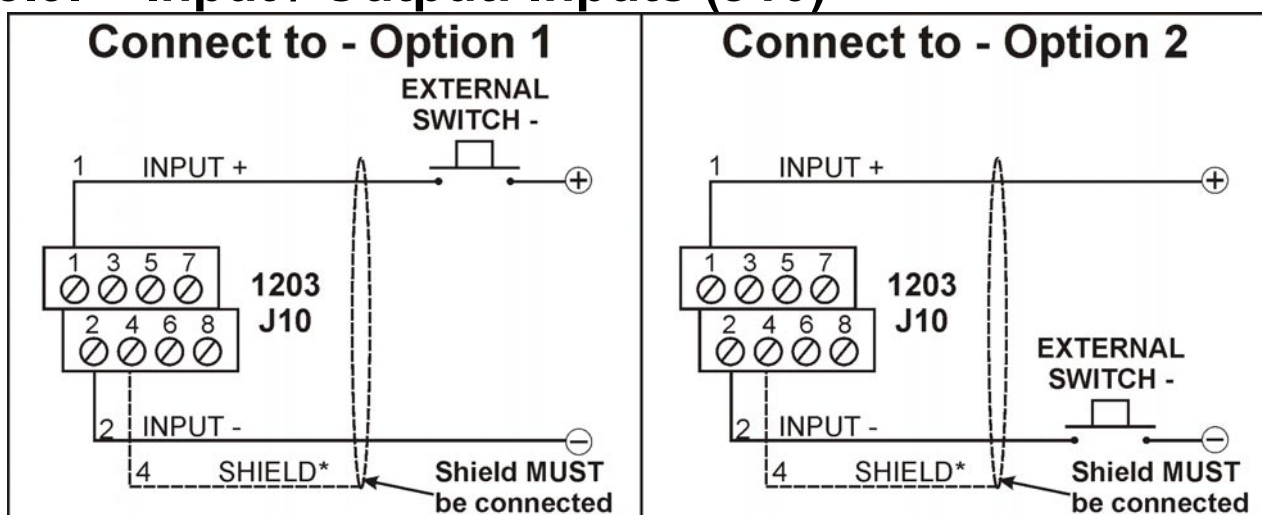 Connect to - Option 1
EXTERNAL
SWITCH -
1 INPUT +
+
1 3 5 7
1203
J10
2 4 6 8
2 INPUT -
-
4 SHIELD*
Shield MUST
be connected
Connect to - Option 2
1 INPUT +
+
1 3 5 7
1203
J10
2 4 6 8
EXTERNAL
SWITCH -
2 INPUT -
-
4 SHIELD*
Shield MUST
be connected